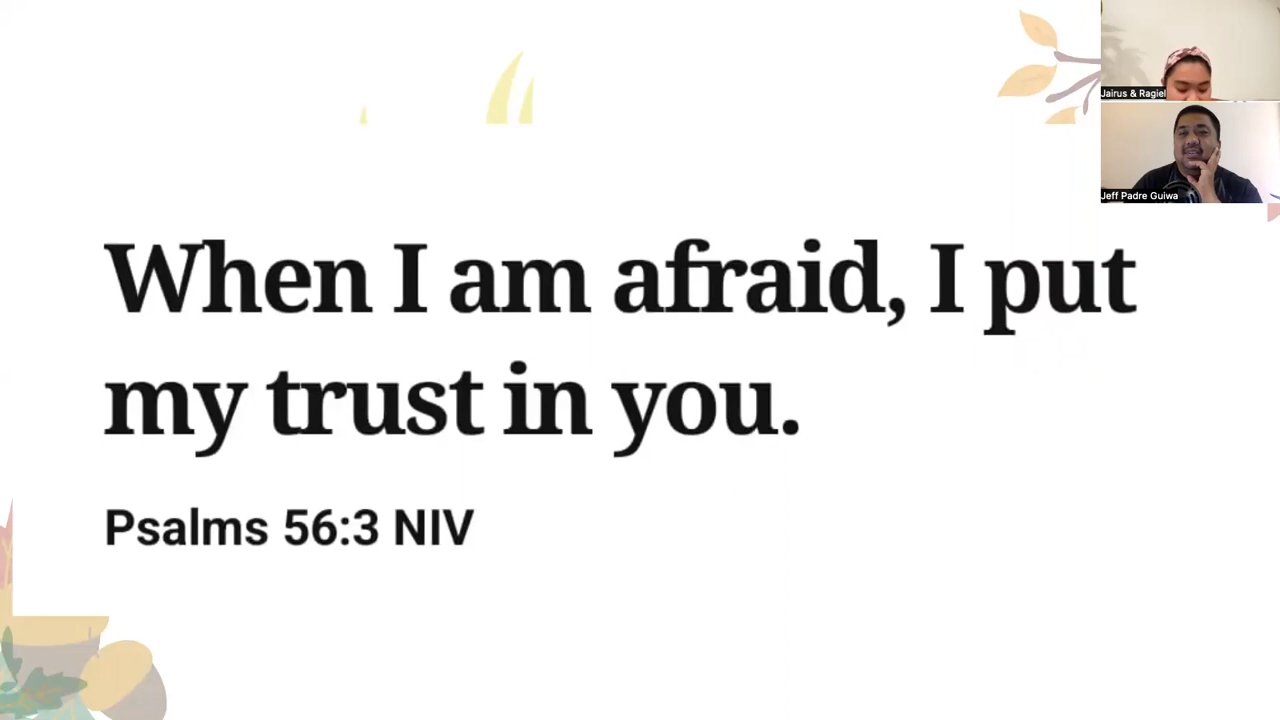 Jairus & Ragiel
Jeff Padre Guiwa
When I am afraid, I put
my trust in you.
Psalms 56:3 NIV